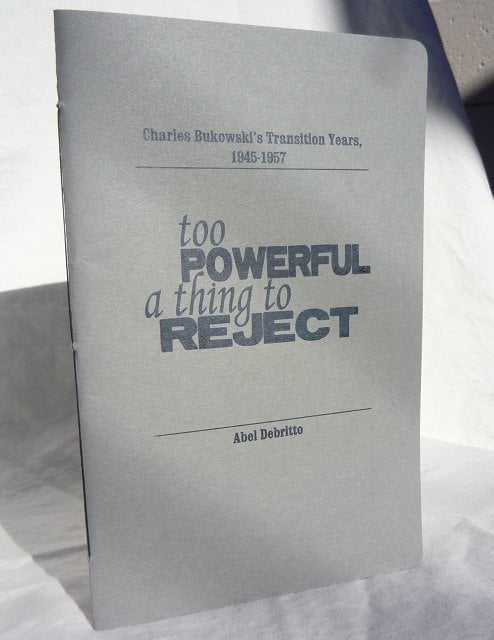 Charles Bukowski's Transition Years,
1945-1957
too
POWERFUL
a thing to
REJECT
Abel Debritto